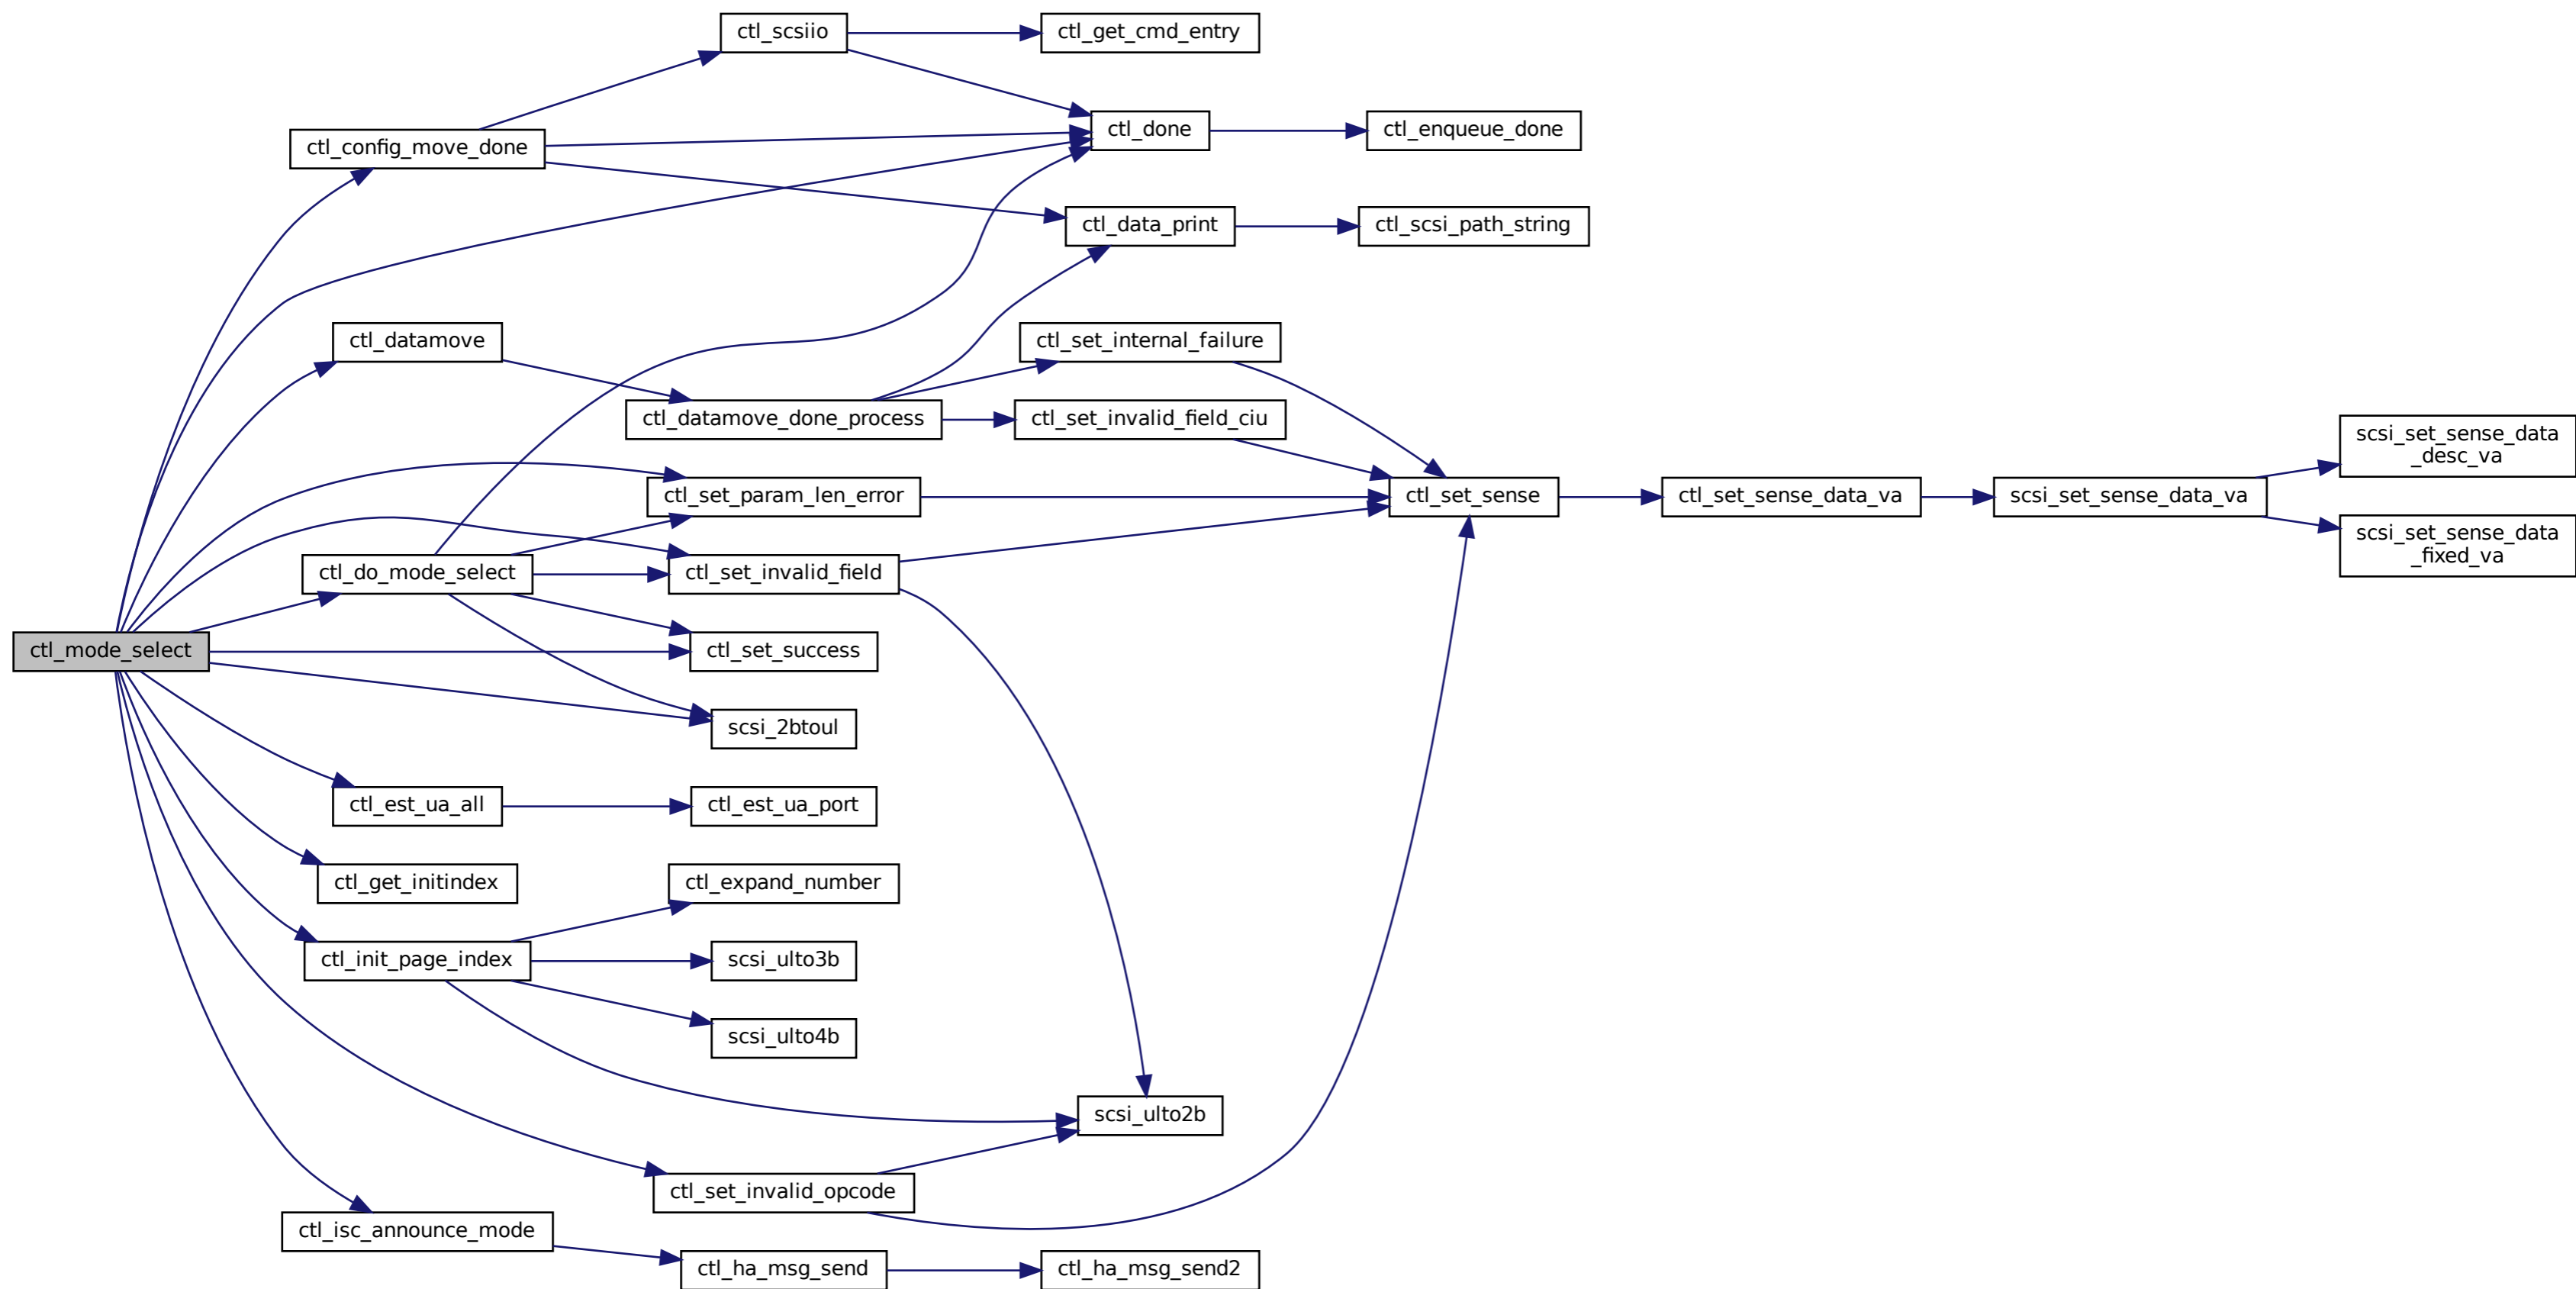 ctl_scsiio
ctl_get_cmd_entry
ctl_config_move_done
ctl_done
ctl_enqueue_done
ctl_data_print
ctl_scsi_path_string
ctl_datamove
ctl_set_internal_failure
ctl_datamove_done_process
ctl_set_invalid_field_ciu
scsi_set_sense_data
_desc_va
ctl_set_param_len_error
ctl_set_sense
ctl_set_sense_data_va
scsi_set_sense_data_va
scsi_set_sense_data
_fixed_va
ctl_do_mode_select
ctl_set_invalid_field
ctl_mode_select
ctl_set_success
scsi_2btoul
ctl_est_ua_all
ctl_est_ua_port
ctl_get_initindex
ctl_expand_number
ctl_init_page_index
scsi_ulto3b
scsi_ulto4b
scsi_ulto2b
ctl_set_invalid_opcode
ctl_isc_announce_mode
ctl_ha_msg_send
ctl_ha_msg_send2